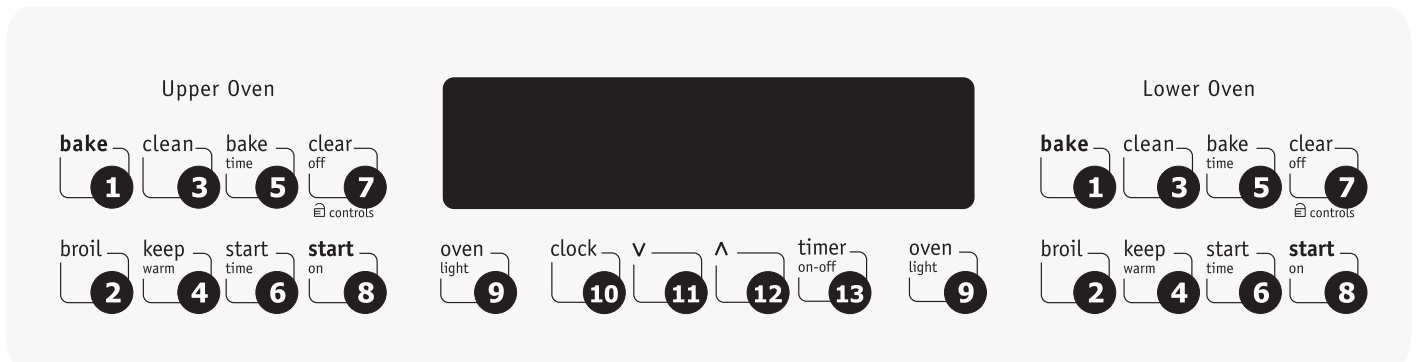 Upper Oven
Lower Oven
bake clean bake clear
time off
1 3 5 7
controls
broil keep start start
warm time on
2 4 6 8
oven clock v ʌ timer oven
light on-off light
9 10 11 12 13 9
bake clean bake clear
time off
1 3 5 7
controls
broil keep start start
warm time on
2 4 6 8